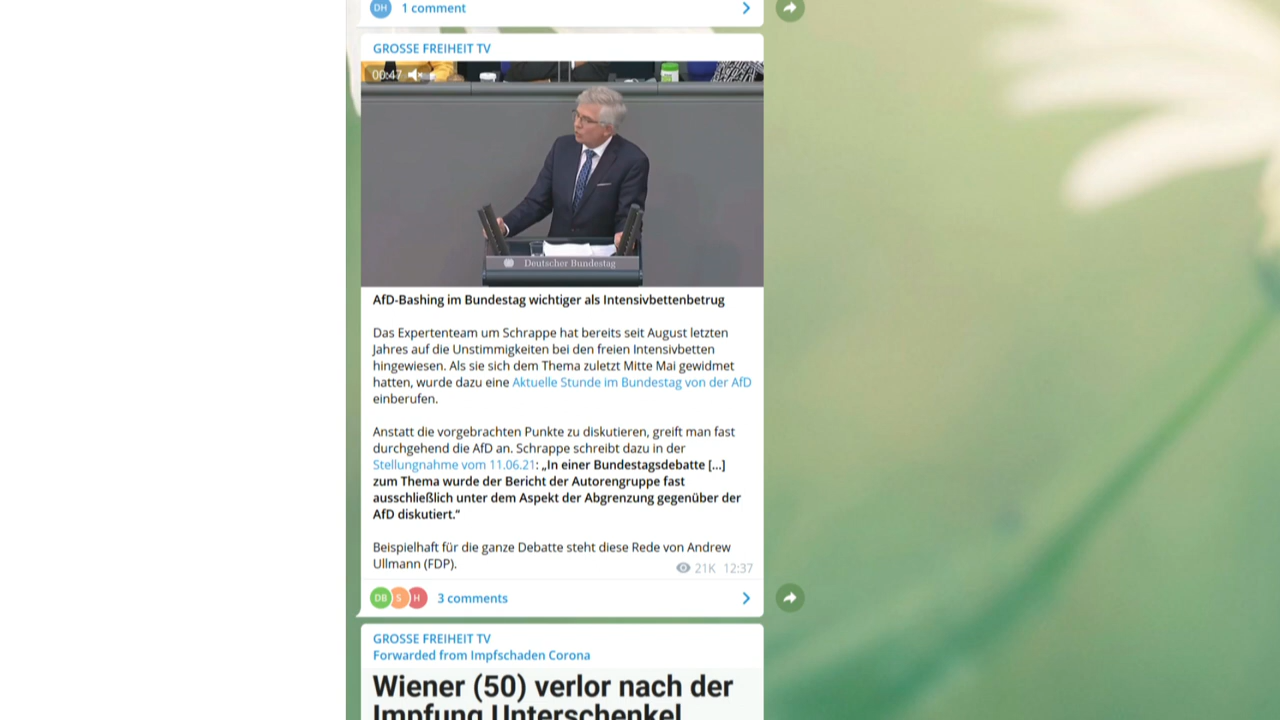 DH 1 comment
GROSSE FREIHEIT TV
00:47
Deutscher Bundestag
AfD-Bashing im Bundestag wichtiger als Intensivbettenbetrug
Das Expertenteam um Schrappe hat bereits seit August letzten
Jahres auf die Unstimmigkeiten bei den freien Intensivbetten
hingewiesen. Als sie sich dem Thema zuletzt Mitte Mai gewidmet
hatten, wurde dazu eine Aktuelle Stunde im Bundestag von der AfD
einberufen.
Anstatt die vorgebrachten Punkte zu diskutieren, greift man fast
durchgehend die AfD an. Schrappe schreibt dazu in der
Stellungnahme vom 11.06.21: „In einer Bundestagsdebatte [...]
zum Thema wurde der Bericht der Autorengruppe fast
ausschließlich unter dem Aspekt der Abgrenzung gegenüber der
AfD diskutiert.“
Beispielhaft für die ganze Debatte steht diese Rede von Andrew
Ullmann (FDP).
21K 12:37
DB S H 3 comments
GROSSE FREIHEIT TV
Forwarded from Impfschaden Corona
Wiener (50) verlor nach der
Impfung Unterschenkel